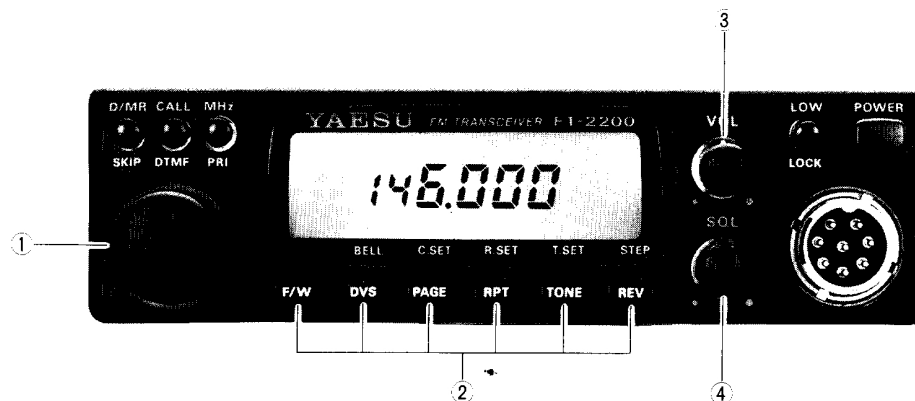 3
D/MR CALL MHz
LOW POWER
YAESU FM TRANSCEIVER FT-2200
VOL
SKIP DTMF PRI
LOCK
146.000
SQL
1
BELL C.SET R.SET T.SET STEP
F/W DVS PAGE RPT TONE REV
2
4